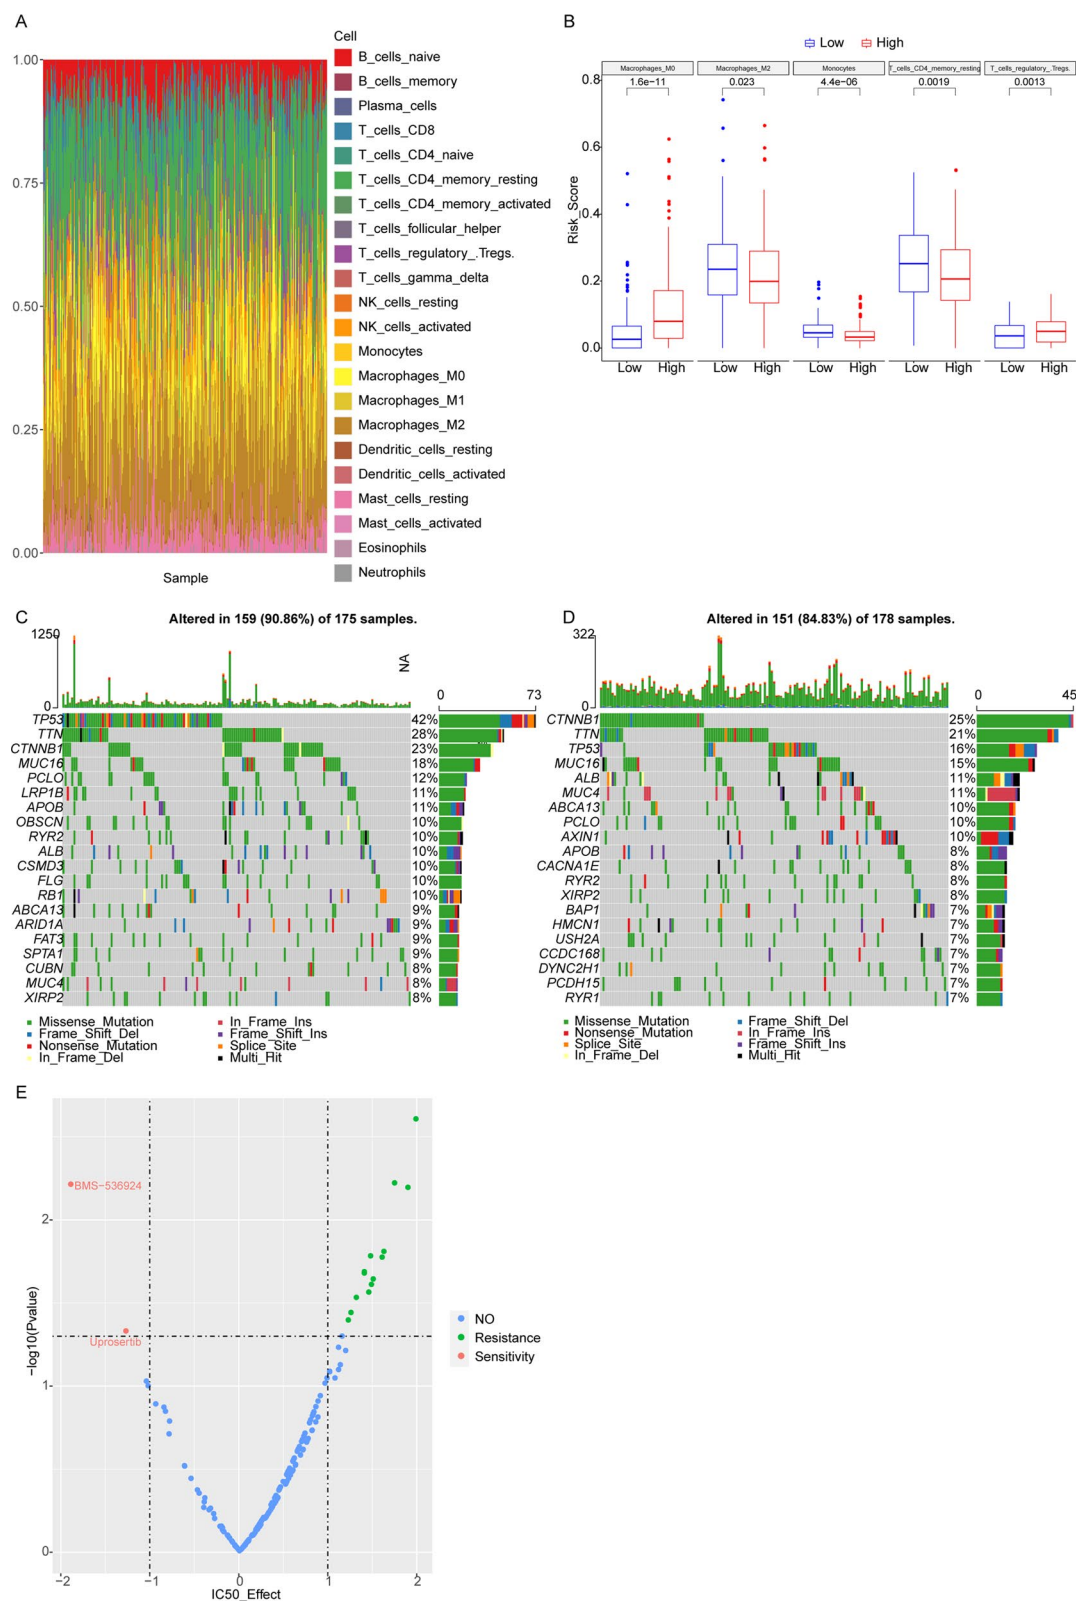 A
Cell
1.00
0.75
0.50
0.25
0.00
Sample
B_cells_naive
B_cells_memory
Plasma_cells
T_cells_CD8
T_cells_CD4_naive
T_cells_CD4_memory_resting
T_cells_CD4_memory_activated
T_cells_follicular_helper
T_cells_regulatory_.Tregs.
T_cells_gamma_delta
NK_cells_resting
NK_cells_activated
Monocytes
Macrophages_M0
Macrophages_M1
Macrophages_M2
Dendritic_cells_resting
Dendritic_cells_activated
Mast_cells_resting
Mast_cells_activated
Eosinophils
Neutrophils
B
Low High
Macrophages_M0 Macrophages_M2 Monocytes T_cells_CD4_memory_resting T_cells_regulatory_.Tregs.
1.6e−11 0.023 4.4e−06 0.0019 0.0013
Risk_Score
0.8
0.6
0.4
0.2
0.0
Low High Low High Low High Low High Low High
C
Altered in 159 (90.86%) of 175 samples.
1250
0
NA
0 73
TP53 42%
TTN 28%
CTNNB1 23%
MUC16 18%
PCLO 12%
LRP1B 11%
APOB 11%
OBSCN 10%
RYR2 10%
ALB 10%
CSMD3 10%
FLG 10%
RB1 10%
ABCA13 9%
ARID1A 9%
FAT3 9%
SPTA1 9%
CUBN 8%
MUC4 8%
XIRP2 8%
Missense_Mutation In_Frame_Ins
Frame_Shift_Del Frame_Shift_Ins
Nonsense_Mutation Splice_Site
In_Frame_Del Multi_Hit
D
Altered in 151 (84.83%) of 178 samples.
322
0
0 45
CTNNB1 25%
TTN 21%
TP53 16%
MUC16 15%
ALB 11%
MUC4 11%
ABCA13 10%
PCLO 10%
AXIN1 10%
APOB 8%
CACNA1E 8%
RYR2 8%
XIRP2 8%
BAP1 7%
HMCN1 7%
USH2A 7%
CCDC168 7%
DYNC2H1 7%
PCDH15 7%
RYR1 7%
Missense_Mutation Frame_Shift_Del
Nonsense_Mutation In_Frame_Ins
Splice_Site Frame_Shift_Ins
In_Frame_Del Multi_Hit
E
BMS−536924
Uprosertib
−log10(Pvalue)
2
1
0
−2 −1 0 1 2
IC50_Effect
NO
Resistance
Sensitivity